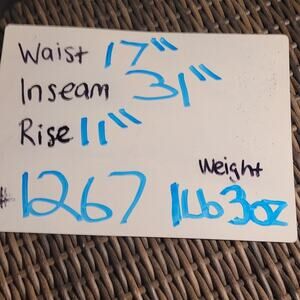 Waist 17"
Inseam 31"
Rise 11"
Weight
#1267 1Lb 3oz